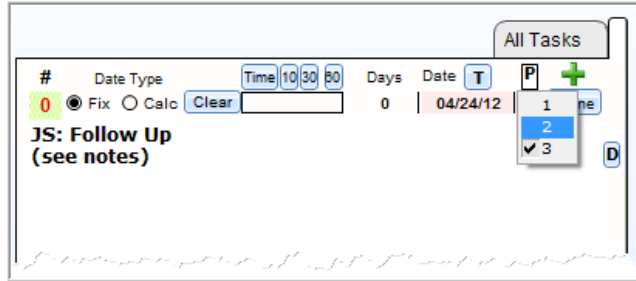 All Tasks
# Date Type Time 10 30 60 Days Date T P
0 Fix Calc Clear 0 04/24/12 1 ne
2
3
JS: Follow Up
(see notes) D